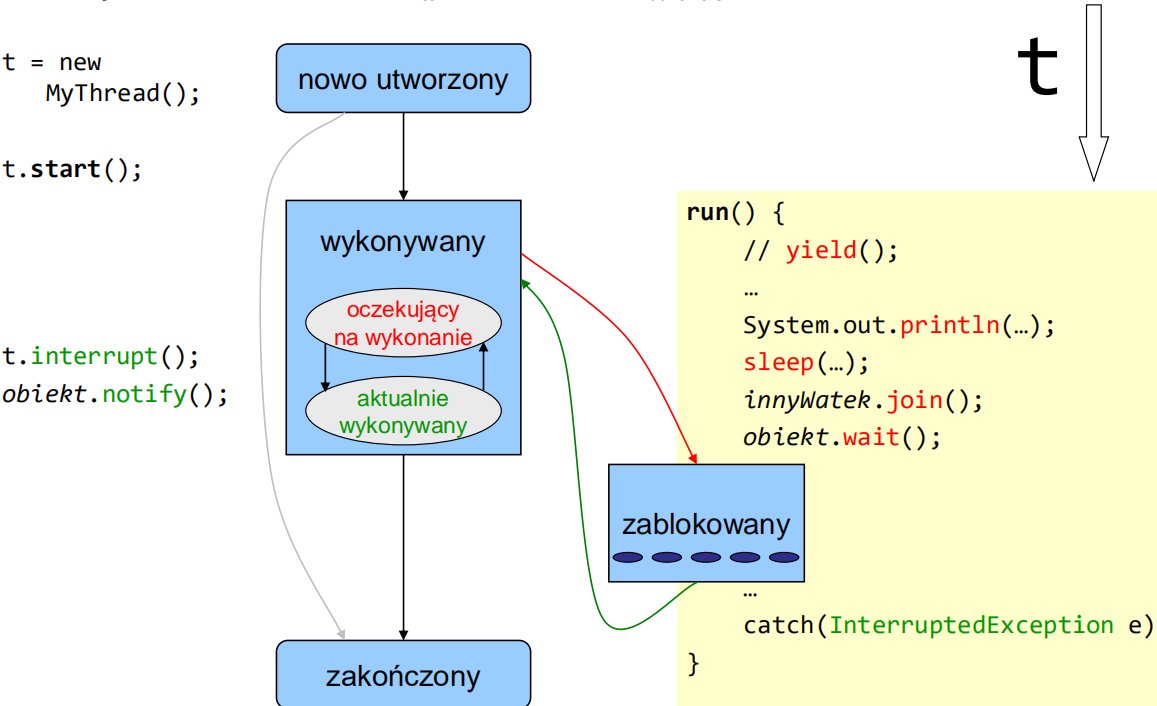 t = new
MyThread();
t.start();
t.interrupt();
obiekt.notify();
nowo utworzony
wykonywany
oczekujący
na wykonanie
aktualnie
wykonywany
zakończony
zablokowany
t
run() {
// yield();
…
System.out.println(…);
sleep(…);
innyWatek.join();
obiekt.wait();
…
catch(InterruptedException e)
}